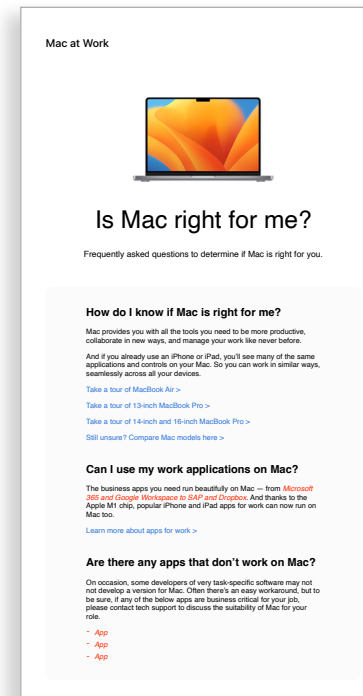 Mac at Work
Is Mac right for me?
Frequently asked questions to determine if Mac is right for you.
How do I know if Mac is right for me?
Mac provides you with all the tools you need to be more productive,
collaborate in new ways, and manage your work like never before.
And if you already use an iPhone or iPad, you'll see many of the same
applications and controls on your Mac. So you can work in similar ways,
seamlessly across all your devices.
Take a tour of MacBook Air >
Take a tour of 13-inch MacBook Pro >
Take a tour of 14-inch and 16-inch MacBook Pro >
Still unsure? Compare Mac models here >
Can I use my work applications on Mac?
The business apps you need run beautifully on Mac — from Microsoft
365 and Google Workspace to SAP and Dropbox. And thanks to the
Apple M1 chip, popular iPhone and iPad apps for work can now run on
Mac too.
Learn more about apps for work >
Are there any apps that don't work on Mac?
On occasion, some developers of very task-specific software may not
not develop a version for Mac. Often there's an easy workaround, but to
be sure, if any of the below apps are business critical for your job,
please contact tech support to discuss the suitability of Mac for your
role.
- App
- App
- App